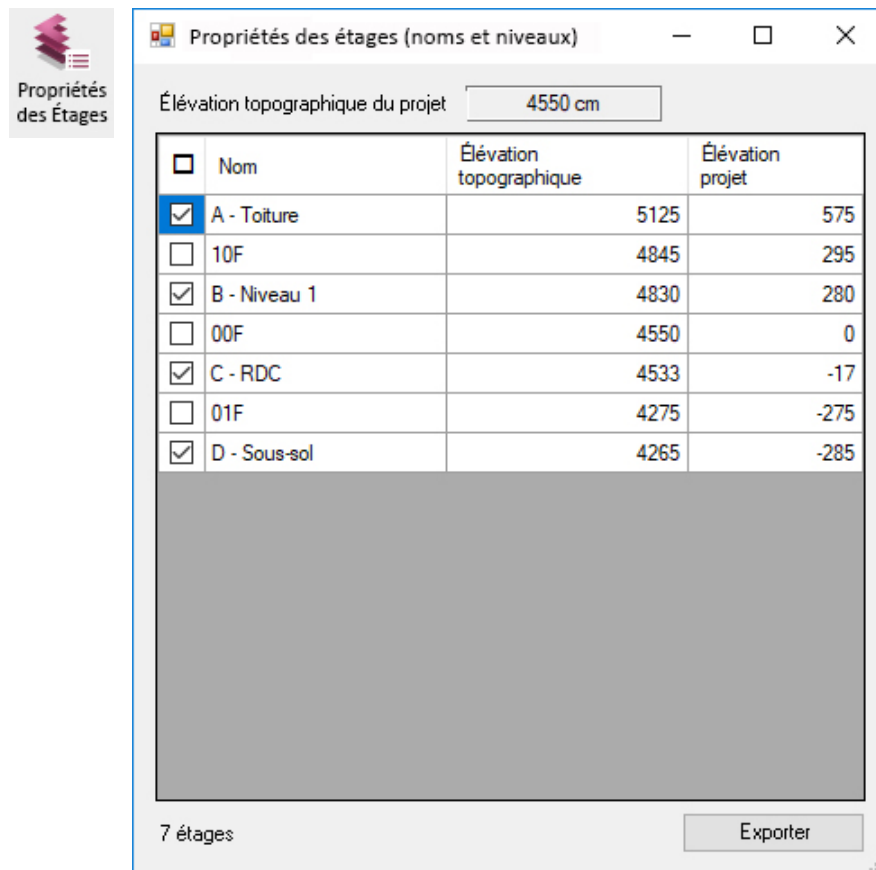 Propriétés
des Étages
Propriétés des étages (noms et niveaux)
Élévation topographique du projet 4550 cm
Nom Élévation topographique Élévation projet
A - Toiture 5125 575
10F 4845 295
B - Niveau 1 4830 280
00F 4550 0
C - RDC 4533 -17
01F 4275 -275
D - Sous-sol 4265 -285
7 étages Exporter